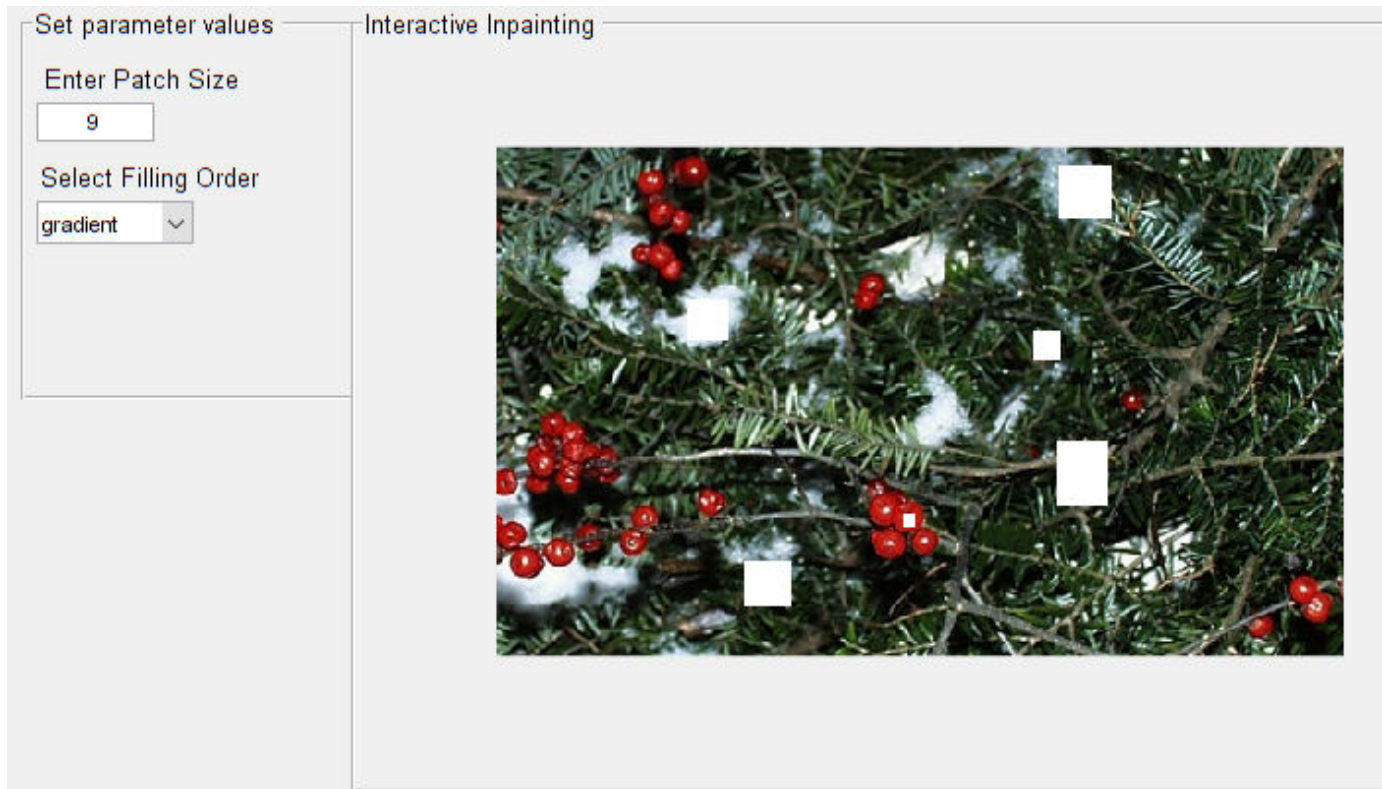 Set parameter values
Enter Patch Size
9
Select Filling Order
gradient
Interactive Inpainting